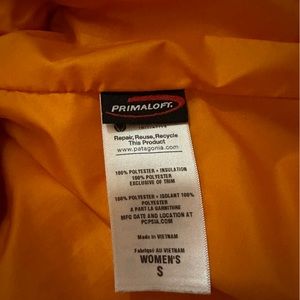 PRIMALOFT
Repair, Reuse, Recycle
This Product
www.patagonia.com
100% POLYESTER • INSULATION
100% POLYESTER
EXCLUSIVE OF TRIM
100% POLYESTER • ISOLANT 100%
POLYESTER
A PART LA GARNITURE
MFG DATE AND LOCATION AT
PCPSIA.COM
Made in VIETNAM
Fabriqué AU VIETNAM
WOMEN'S
S